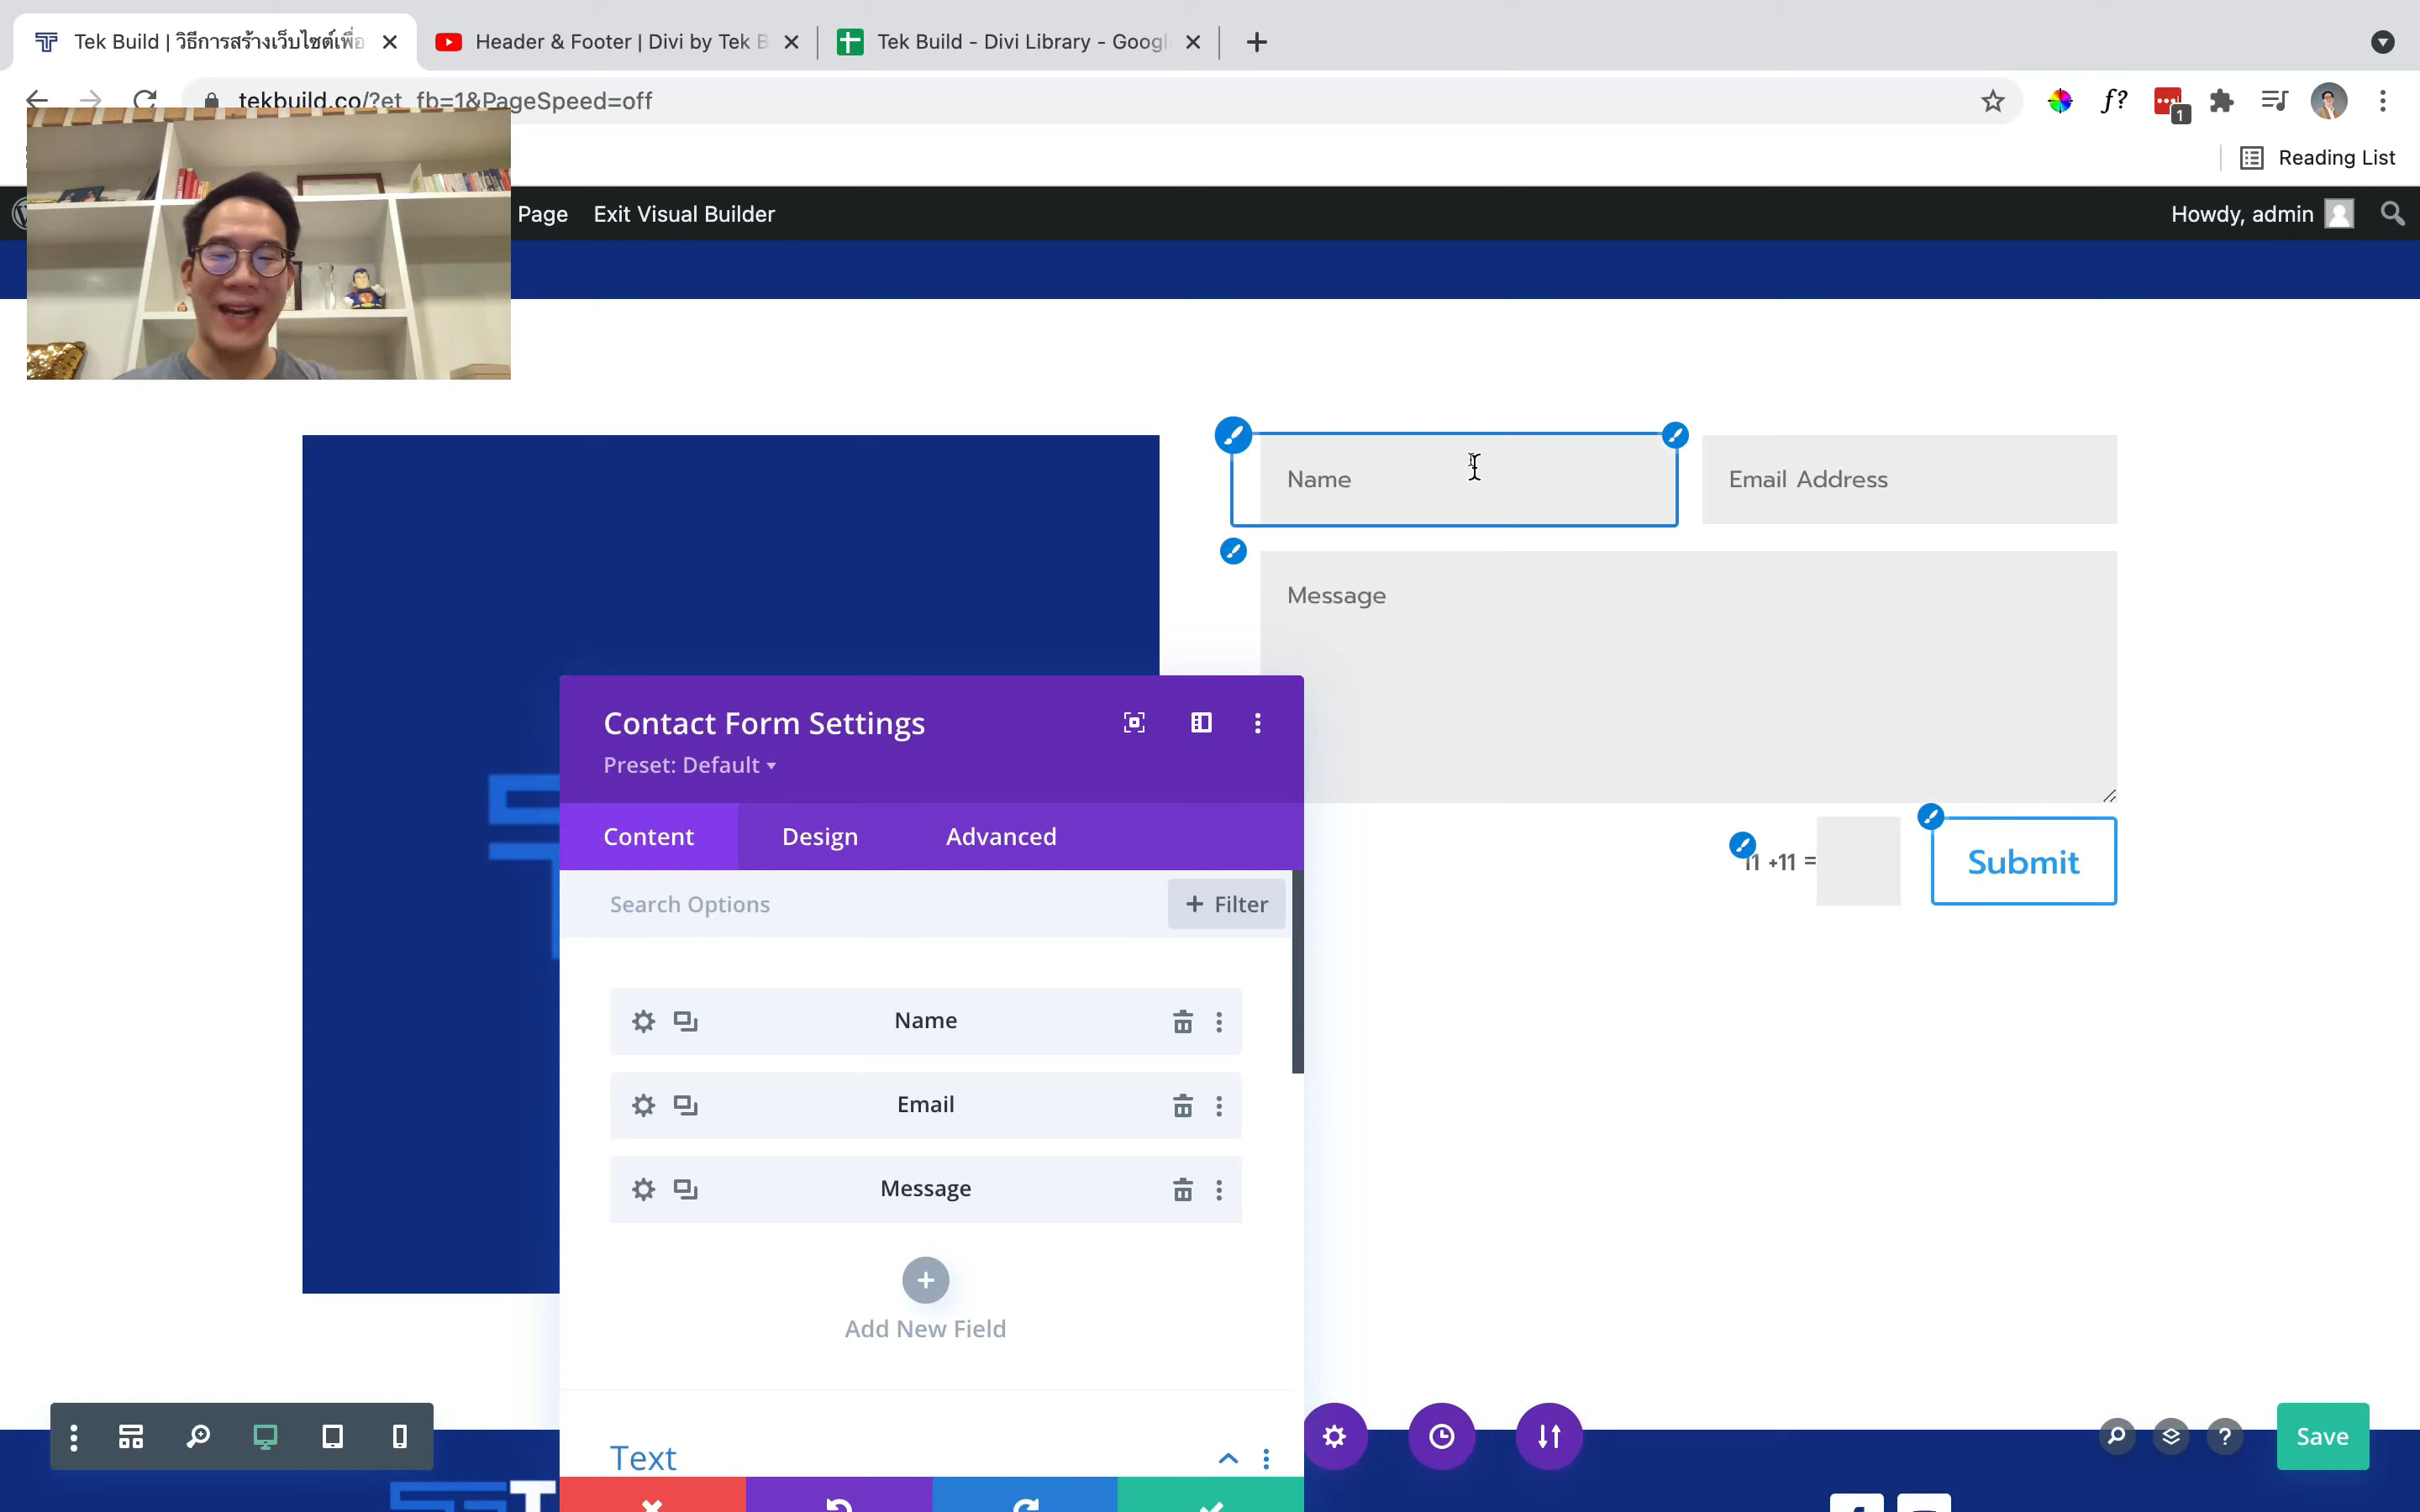 Tek Build | วิธีการสร้างเว็บไซต์เพื่อ
Header & Footer | Divi by Tek B
Tek Build - Divi Library - Googl
tekbuild.co/?et_fb=1&PageSpeed=off
f?
1
Reading List
Page
Exit Visual Builder
Howdy, admin
Name
Email Address
Message
11 +11 =
Submit
Contact Form Settings
Preset: Default
Content
Design
Advanced
Search Options
+ Filter
Name
Email
Message
Add New Field
Text
?
Save